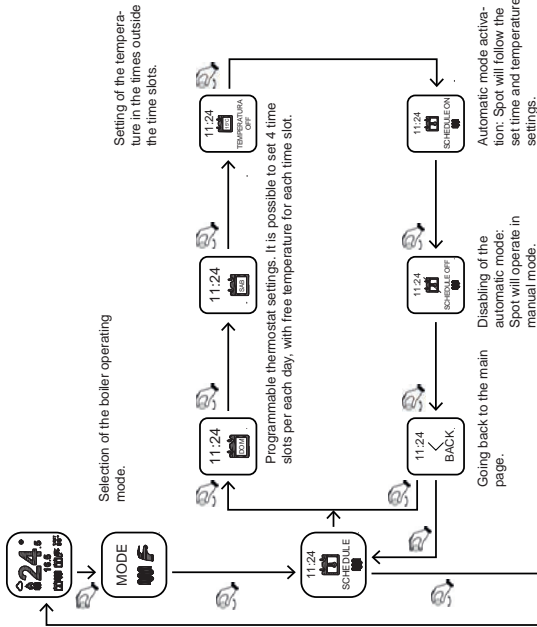 24.5
16.5
MODE
Selection of the boiler operating
mode.
11:24
SCHEDULE
11:24
DOM
11:24
SAB
11:24
TEMPERATURA
OFF
Setting of the tempera-
ture in the times outside
the time slots.
Programmable thermostat settings. It is possible to set 4 time
slots per each day, with free temperature for each time slot.
11:24
BACK
Going back to the main
page.
11:24
SCHEDULE OFF
Disabling of the
automatic mode:
Spot will operate in
manual mode.
11:24
SCHEDULE ON
Automatic mode activa-
tion: Spot will follow the
set time and temperature
settings.